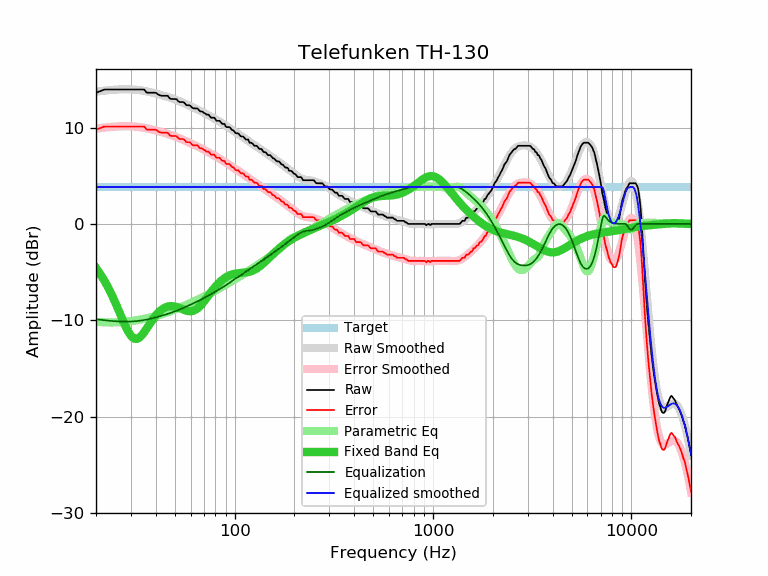 Telefunken TH-130
Amplitude (dBr)
10
0
−10
−20
−30
Target
Raw Smoothed
Error Smoothed
Raw
Error
Parametric Eq
Fixed Band Eq
Equalization
Equalized smoothed
100
1000
10000
Frequency (Hz)